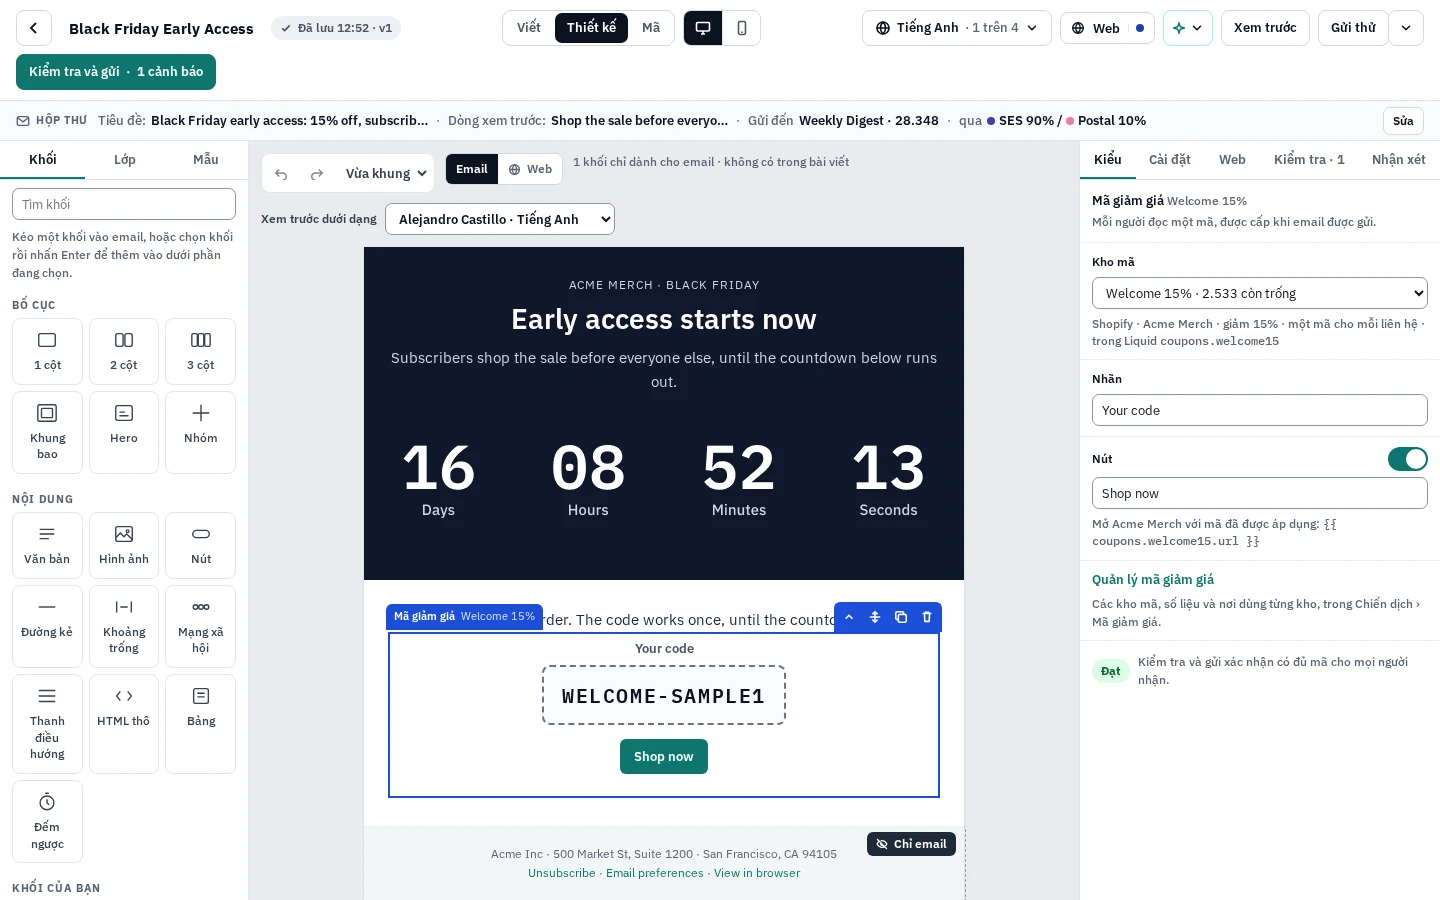 Black Friday Early Access
Đã lưu 12:52 · v1
Viết
Thiết kế
Mã
Tiếng Anh · 1 trên 4
Web
Xem trước
Gửi thử
Kiểm tra và gửi · 1 cảnh báo
HỘP THƯ
Tiêu đề: Black Friday early access: 15% off, subscrib...
· Dòng xem trước: Shop the sale before everyo...
· Gửi đến Weekly Digest · 28.348
· qua SES 90% / Postal 10%
Sửa
Khối
Lớp
Mẫu
Tìm khối
Kéo một khối vào email, hoặc chọn khối
rồi nhấn Enter để thêm vào dưới phần
đang chọn.
BỐ CỤC
1 cột
2 cột
3 cột
Khung
bao
Hero
Nhóm
NỘI DUNG
Văn bản
Hình ảnh
Nút
Đường kẻ
Khoảng
trống
Mạng xã
hội
Thanh
điều
hướng
HTML thô
Bảng
Đếm
ngược
KHỐI CỦA BẠN
Vừa khung
Email
Web
1 khối chỉ dành cho email · không có trong bài viết
Xem trước dưới dạng
Alejandro Castillo · Tiếng Anh
ACME MERCH · BLACK FRIDAY
Early access starts now
Subscribers shop the sale before everyone else, until the countdown below runs
out.
16
08
52
13
Days
Hours
Minutes
Seconds
Mã giảm giá Welcome 15%
rder. The code works once, until the countd
Your code
WELCOME-SAMPLE1
Shop now
Chỉ email
Acme Inc · 500 Market St, Suite 1200 · San Francisco, CA 94105
Unsubscribe · Email preferences · View in browser
Kiểu
Cài đặt
Web
Kiểm tra · 1
Nhận xét
Mã giảm giá Welcome 15%
Mỗi người đọc một mã, được cấp khi email được gửi.
Kho mã
Welcome 15% · 2.533 còn trống
Shopify · Acme Merch · giảm 15% · một mã cho mỗi liên hệ ·
trong Liquid coupons.welcome15
Nhãn
Your code
Nút
Shop now
Mở Acme Merch với mã đã được áp dụng: {{
coupons.welcome15.url }}
Quản lý mã giảm giá
Các kho mã, số liệu và nơi dùng từng kho, trong Chiến dịch ›
Mã giảm giá.
Đạt
Kiểm tra và gửi xác nhận có đủ mã cho mọi người
nhận.